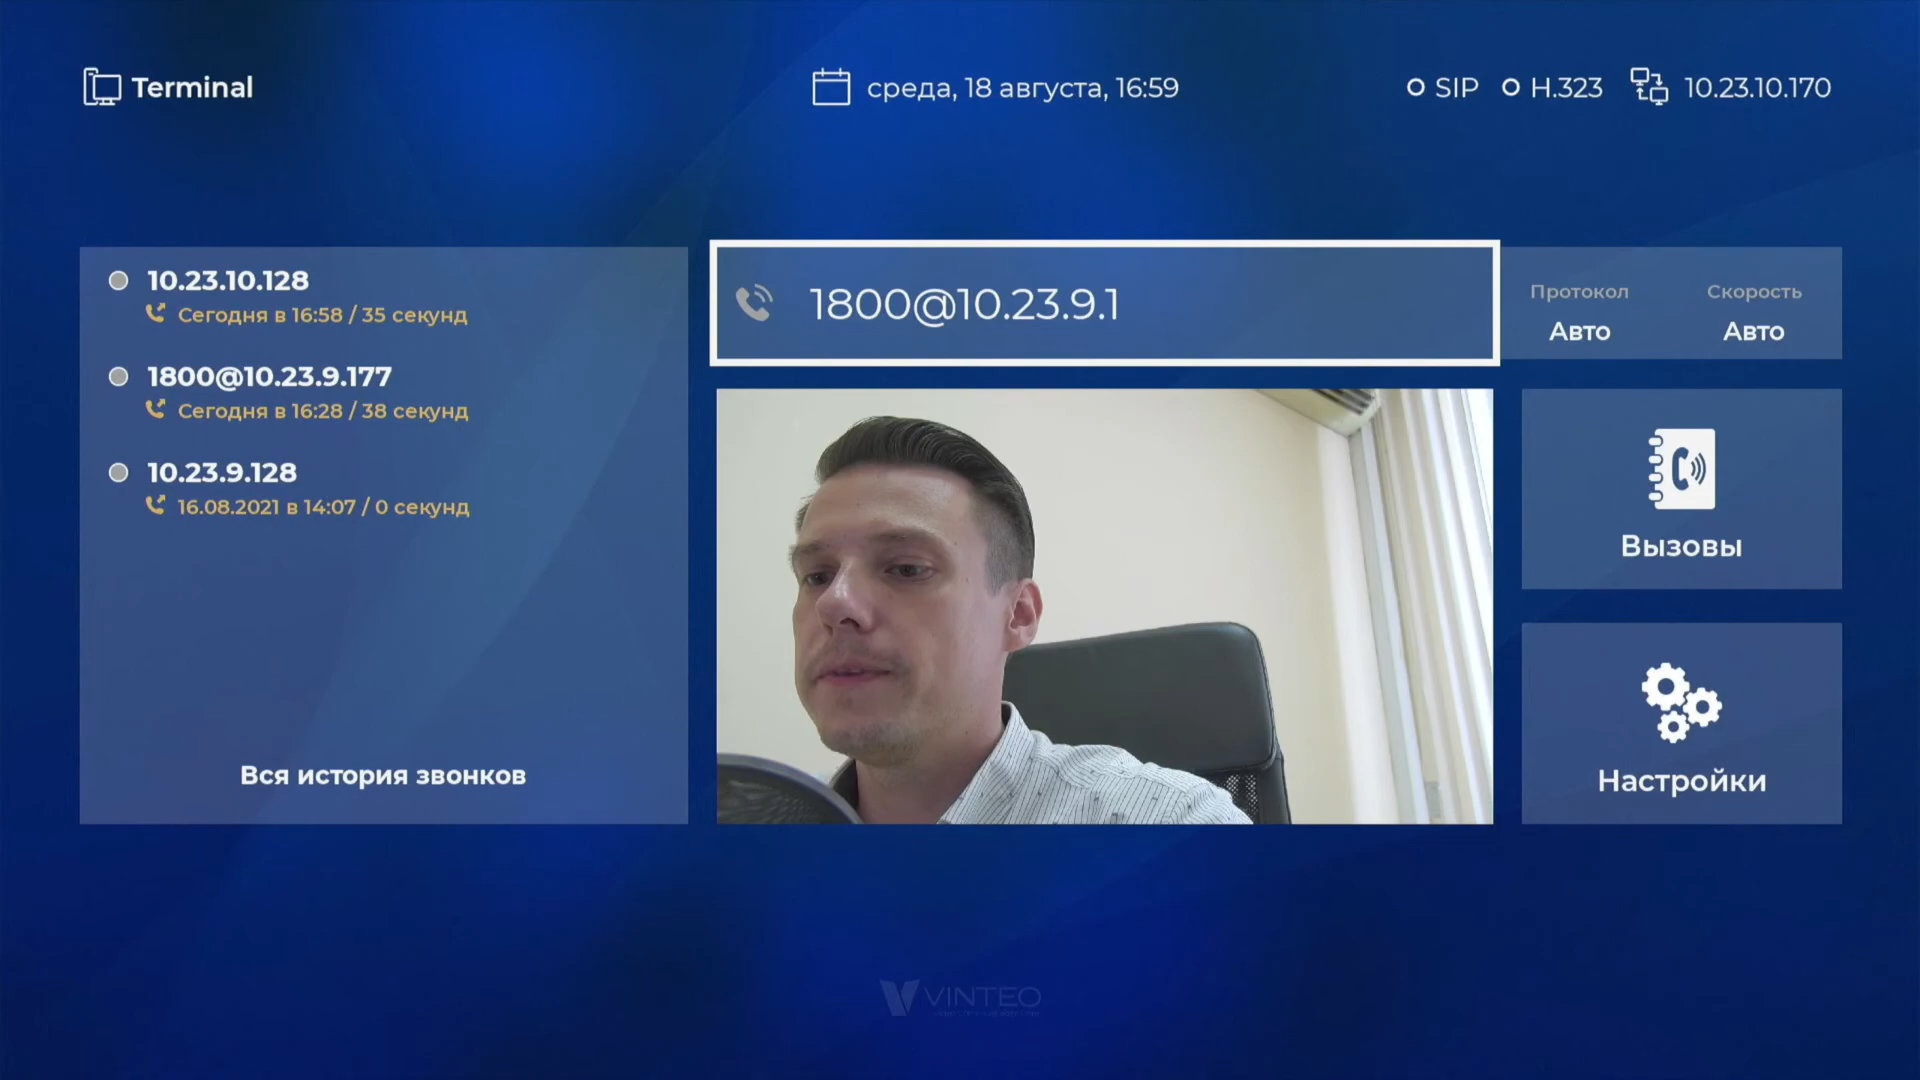 Terminal
среда, 18 августа, 16:59
SIP
H.323
10.23.10.170
10.23.10.128
Сегодня в 16:58 / 35 секунд
1800@10.23.9.177
Сегодня в 16:28 / 38 секунд
10.23.9.128
16.08.2021 в 14:07 / 0 секунд
Вся история звонков
1800@10.23.9.1
Протокол
Авто
Скорость
Авто
Вызовы
Настройки
VINTEO